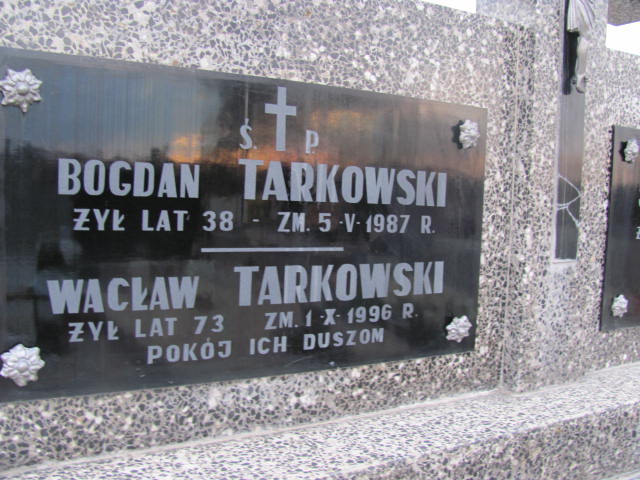 Ś. P
BOGDAN TARKOWSKI
ŻYŁ LAT 38 - ZM. 5-V-1987 R.
WACŁAW TARKOWSKI
ŻYŁ LAT 73 ZM. 1-X-1996 R.
POKÓJ ICH DUSZOM